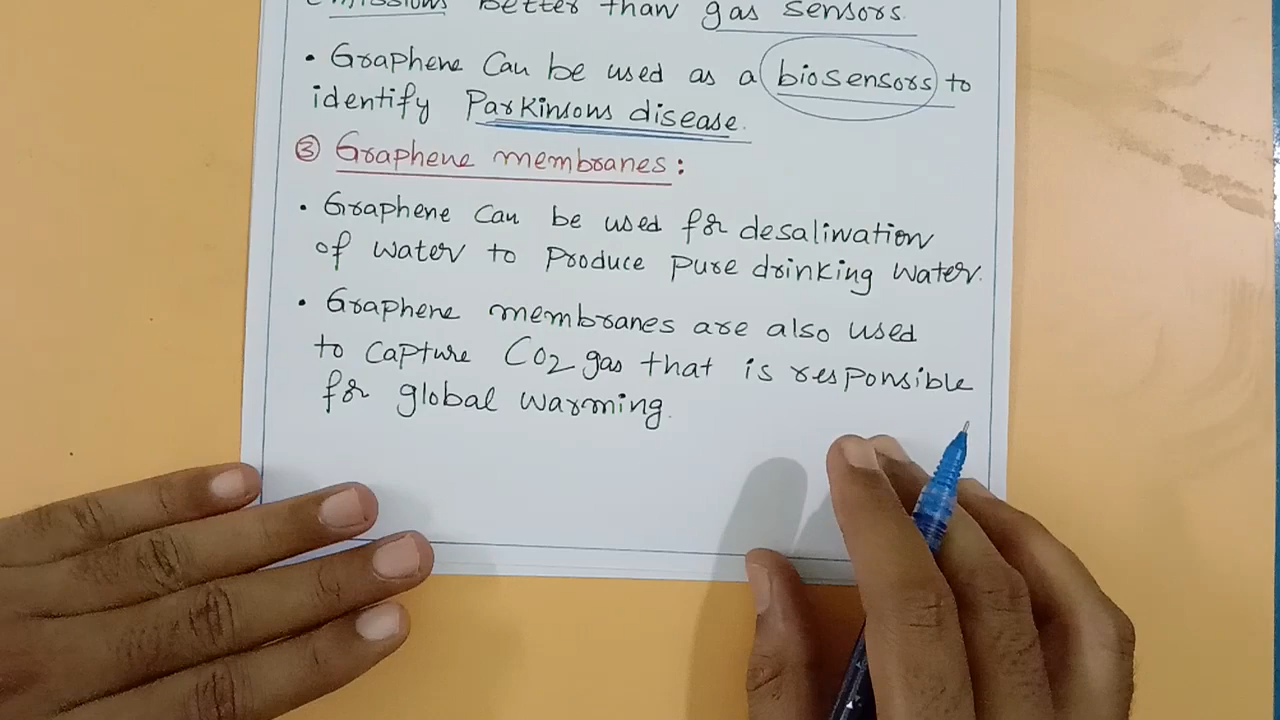 emissions better than gas sensors.
• Graphene Can be used as a biosensors to
identify Parkinsons disease.
③ Graphene membranes:
• Graphene Can be used for desalination
of water to produce pure drinking water.
• Graphene membranes are also used
to capture CO2 gas that is responsible
for global warming.